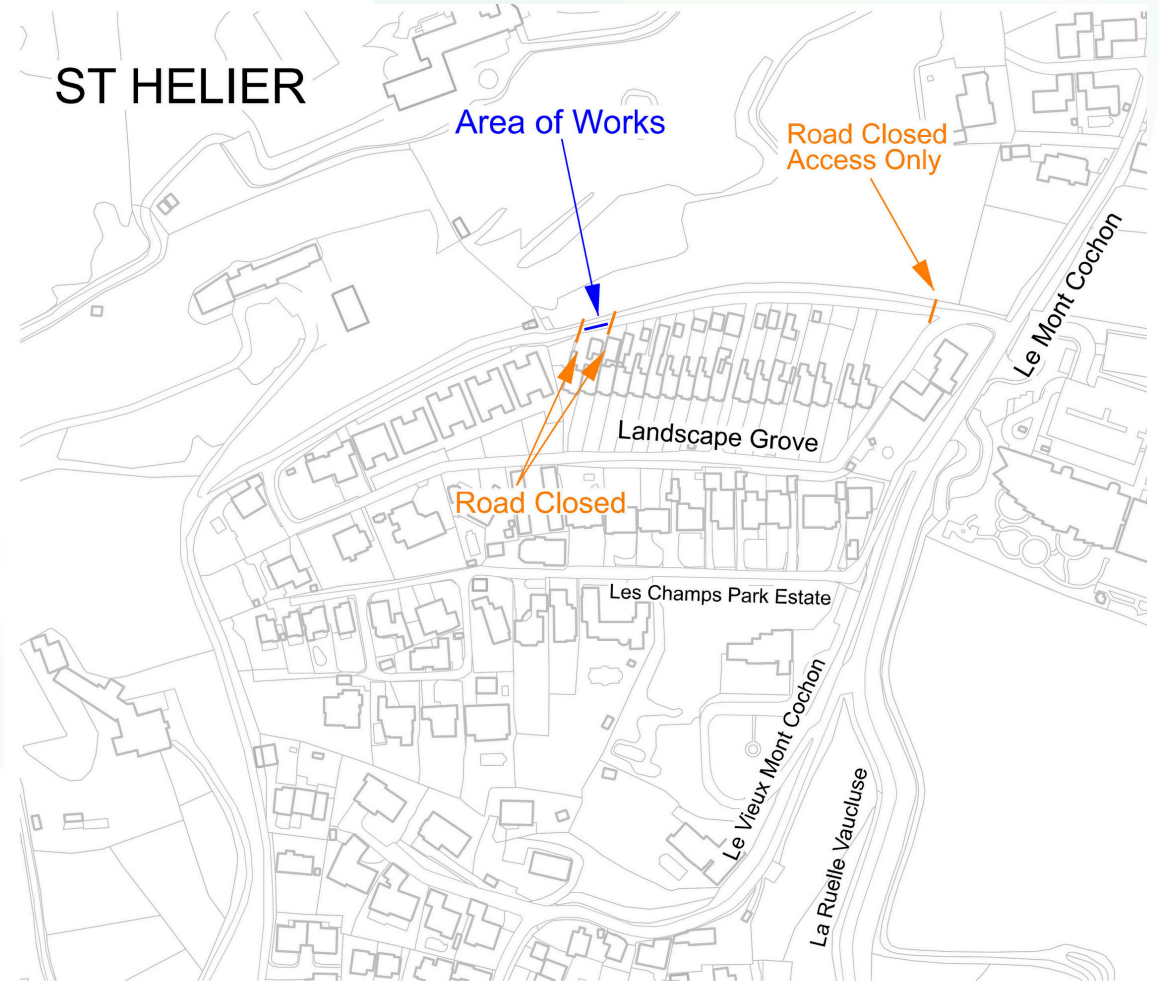 ST HELIER
Area of Works
Road Closed
Access Only
Le Mont Cochon
Landscape Grove
Road Closed
Les Champs Park Estate
Le Vieux Mont Cochon
La Ruelle Vaucluse